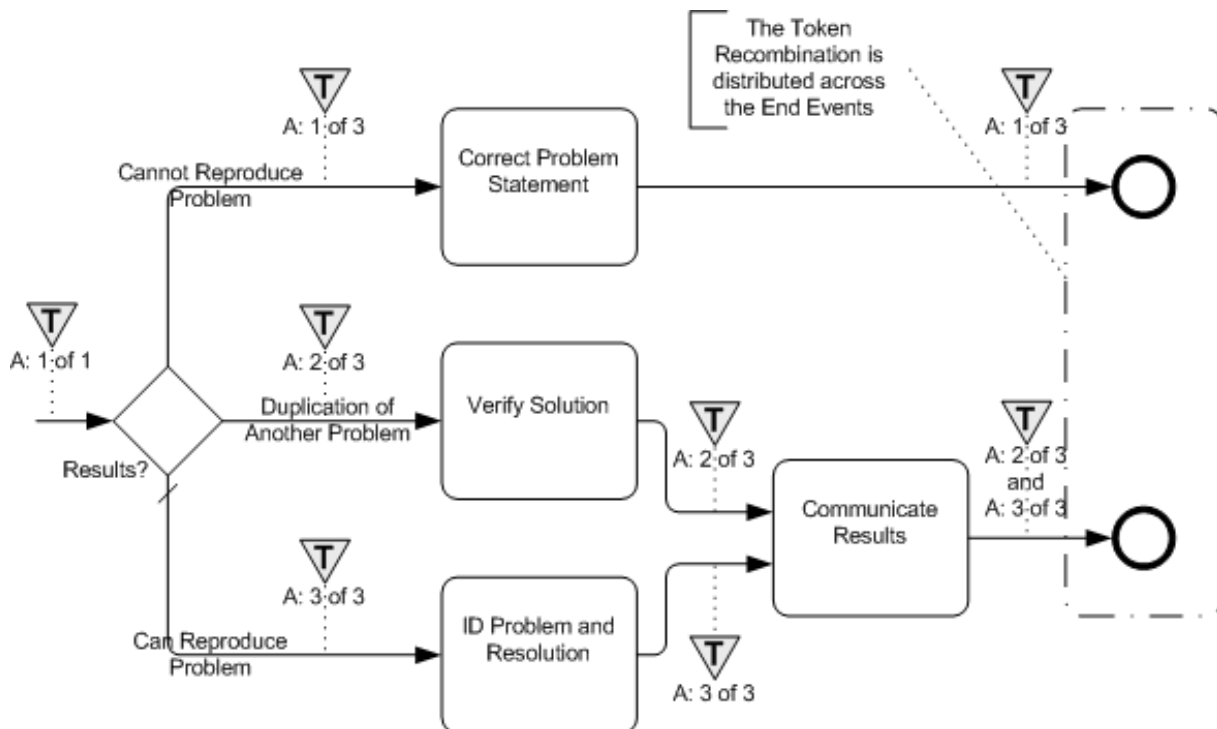 The Token
Recombination is
distributed across
the End Events
T
A: 1 of 3
T
A: 1 of 3
Cannot Reproduce
Problem
Correct Problem
Statement
T
A: 1 of 1
T
A: 2 of 3
Duplication of
Another Problem
Verify Solution
Results?
T
A: 2 of 3
T
A: 2 of 3
and
A: 3 of 3
Communicate
Results
T
A: 3 of 3
Can Reproduce
Problem
ID Problem and
Resolution
T
A: 3 of 3